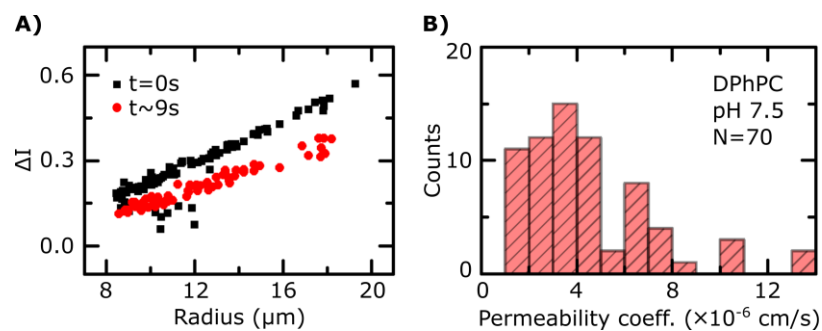 A)
0.6
0.3
0.0
ΔI
t=0s
t~9s
8
12
16
20
Radius (μm)
B)
20
10
0
Counts
DPhPC
pH 7.5
N=70
0
4
8
12
Permeability coeff. (×10⁻⁶ cm/s)